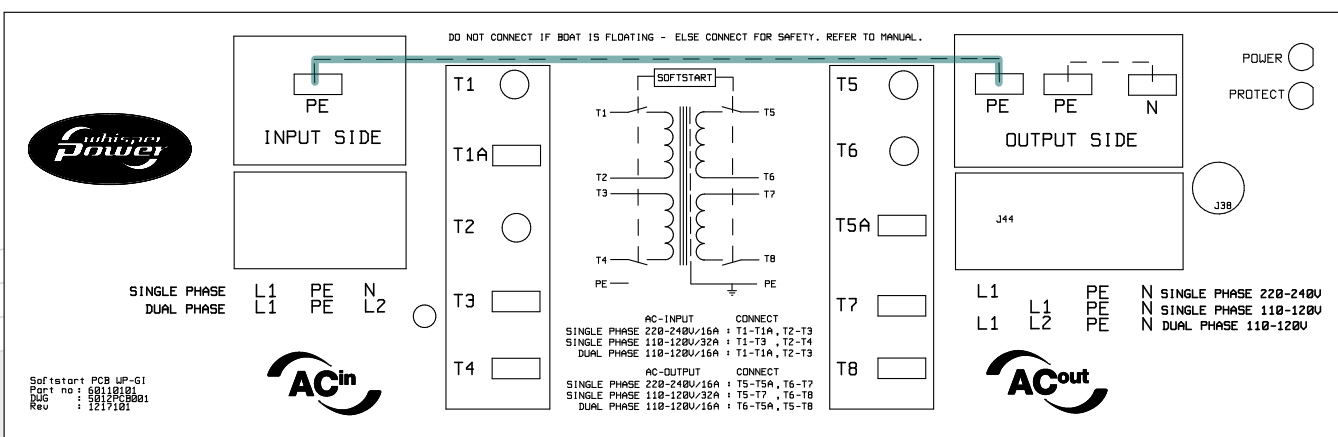 DO NOT CONNECT IF BOAT IS FLOATING - ELSE CONNECT FOR SAFETY. REFER TO MANUAL.
PE
INPUT SIDE
whisper
Power
SINGLE PHASE L1 PE N
DUAL PHASE L1 PE L2
ACin
Softstart PCB WP-GI
Part no : 60110101
DWG : 5012PCB001
Rev : 1217101
T1
T1A
T2
T3
T4
SOFTSTART
T1 T5
T2 T6
T3 T7
T4 T8
PE PE
AC-INPUT CONNECT
SINGLE PHASE 220-240V/16A : T1-T1A, T2-T3
SINGLE PHASE 110-120V/32A : T1-T3 , T2-T4
DUAL PHASE 110-120V/16A : T1-T1A, T2-T3
AC-OUTPUT CONNECT
SINGLE PHASE 220-240V/16A : T5-T5A, T6-T7
SINGLE PHASE 110-120V/32A : T5-T7 , T6-T8
DUAL PHASE 110-120V/16A : T6-T5A, T5-T8
T5
T6
T5A
T7
T8
PE PE N
OUTPUT SIDE
POWER
PROTECT
J44
J38
L1 PE N SINGLE PHASE 220-240V
L1 PE N SINGLE PHASE 110-120V
L1 L2 PE N DUAL PHASE 110-120V
ACout